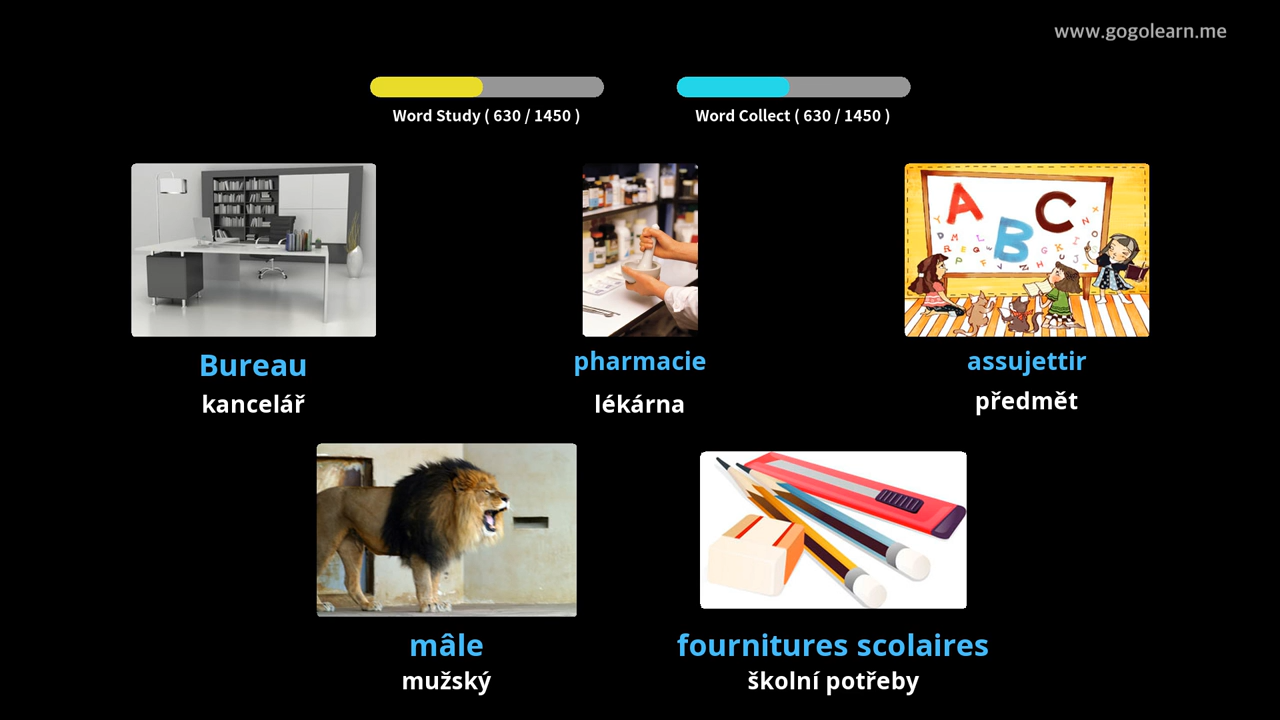 www.gogolearn.me
Word Study ( 630 / 1450 )
Word Collect ( 630 / 1450 )
A B C
Bureau
kancelář
pharmacie
lékárna
assujettir
předmět
mâle
mužský
fournitures scolaires
školní potřeby